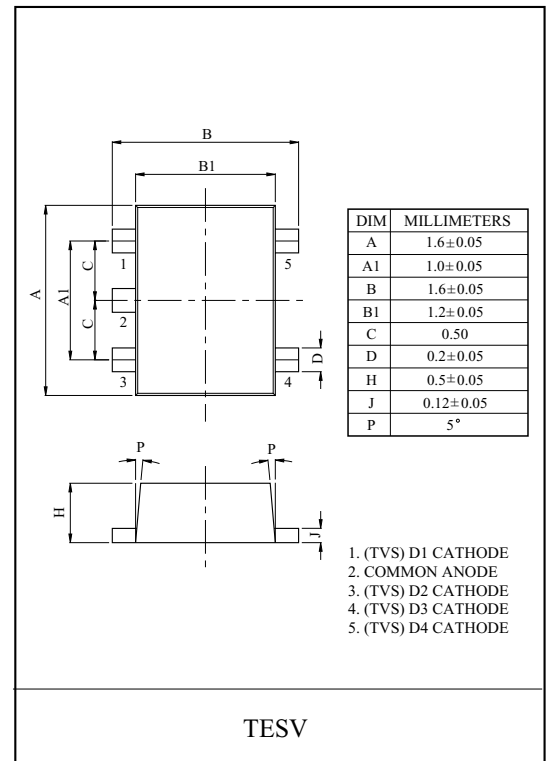 B
B1
A
A1
C
C
1
2
3
5
4
D
DIM MILLIMETERS
A 1.6±0.05
A1 1.0±0.05
B 1.6±0.05
B1 1.2±0.05
C 0.50
D 0.2±0.05
H 0.5±0.05
J 0.12±0.05
P 5°
P
P
H
J
1. (TVS) D1 CATHODE
2. COMMON ANODE
3. (TVS) D2 CATHODE
4. (TVS) D3 CATHODE
5. (TVS) D4 CATHODE
TESV